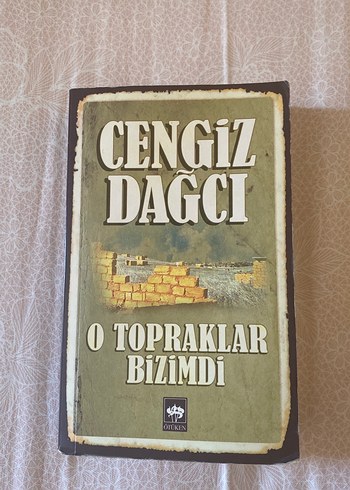 CENGİZ
DAĞCI
O TOPRAKLAR
BİZİMDİ
ÖTÜKEN